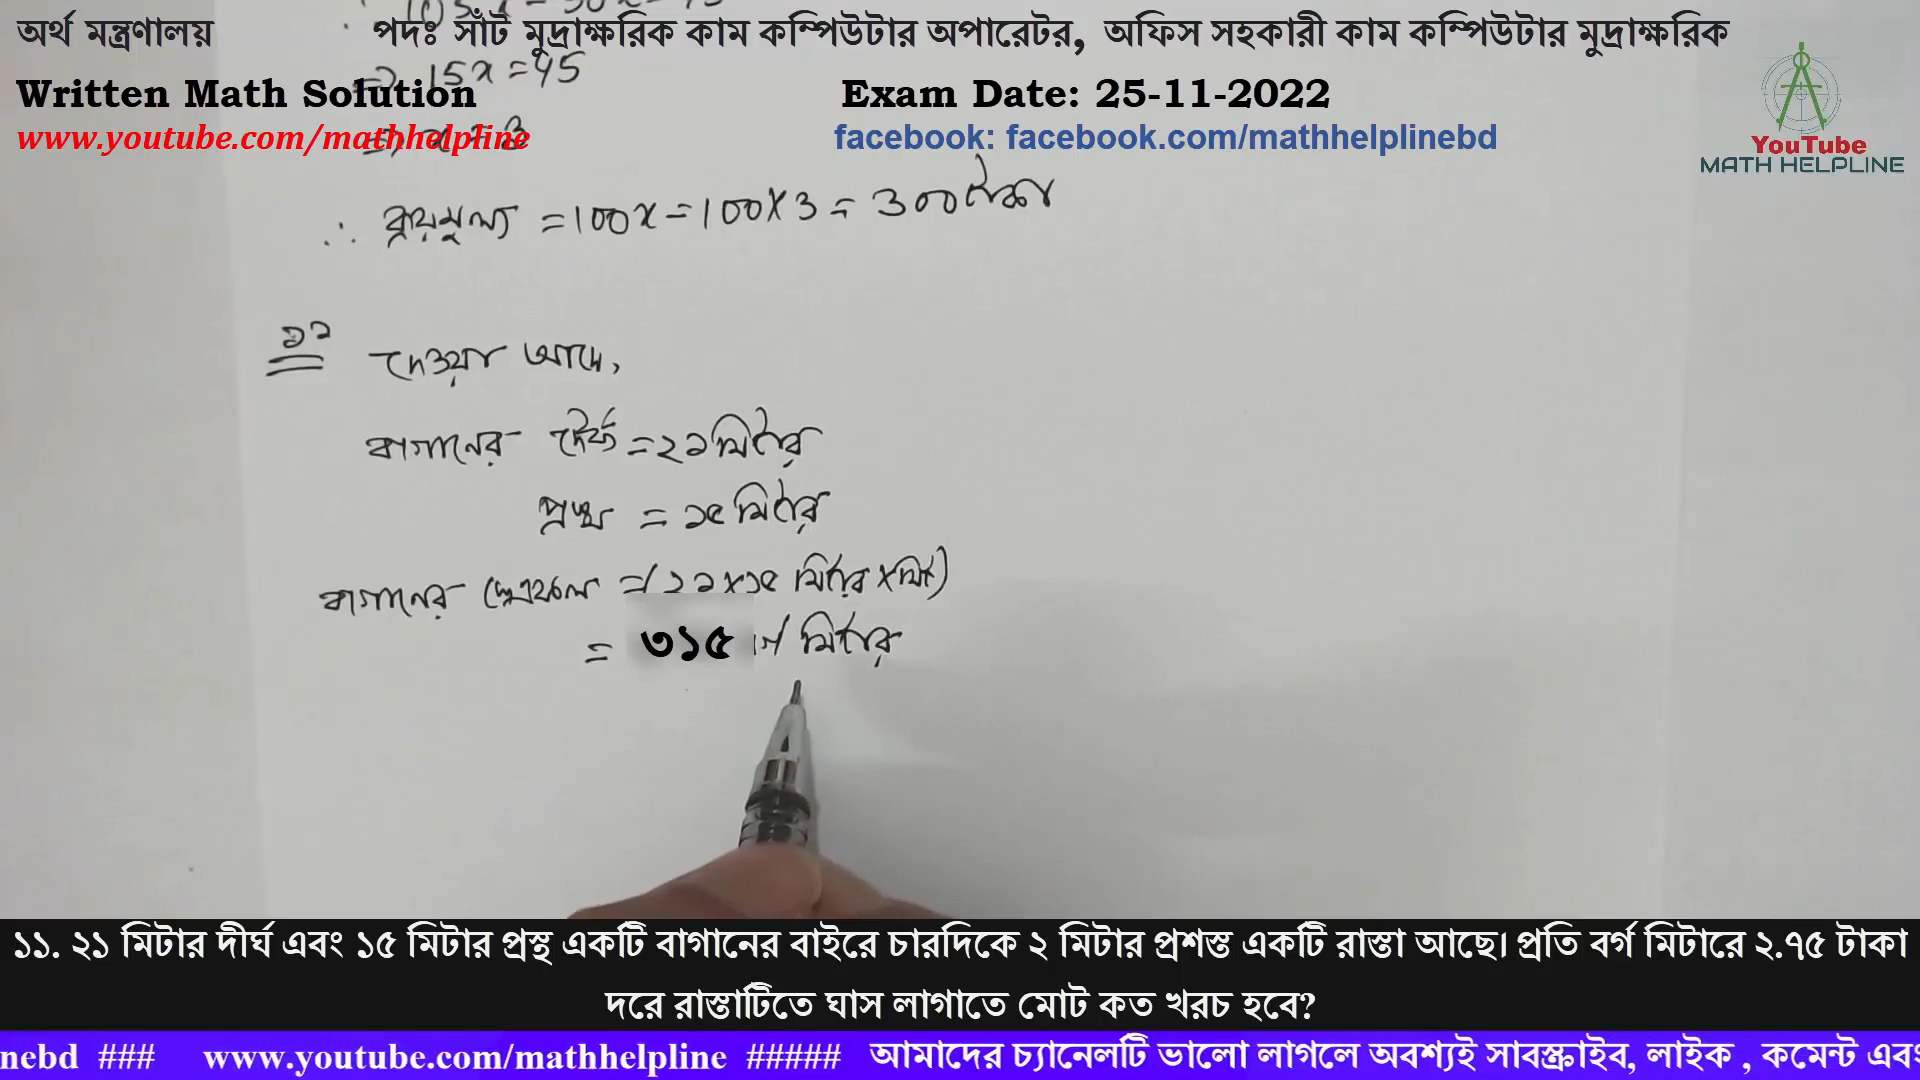 অর্থ মন্ত্রণালয় পদঃ সাঁট মুদ্রাক্ষরিক কাম কম্পিউটার অপারেটর, অফিস সহকারী কাম কম্পিউটার মুদ্রাক্ষরিক
⇒ 15x = 45
Written Math Solution Exam Date: 25-11-2022
www.youtube.com/mathhelpline facebook: facebook.com/mathhelplinebd
⇒ x = 3
YouTube
MATH HELPLINE
∴ ক্রয়মূল্য = 100x = 100X3 = 300 টাকা
১১ দেওয়া আছে,
বাগানের দৈর্ঘ্য = ২১ মিটার
প্রস্থ = ১৫ মিটার
বাগানের ক্ষেত্রফল = (২১X১৫ মিটার X মিঃ)
= ৩১৫ মিটার
১১. ২১ মিটার দীর্ঘ এবং ১৫ মিটার প্রস্থ একটি বাগানের বাইরে চারদিকে ২ মিটার প্রশস্ত একটি রাস্তা আছে। প্রতি বর্গ মিটারে ২.৭৫ টাকা
দরে রাস্তাটিতে ঘাস লাগাতে মোট কত খরচ হবে?
nebd ### www.youtube.com/mathhelpline ##### আমাদের চ্যানেলটি ভালো লাগলে অবশ্যই সাবস্ক্রাইব, লাইক , কমেন্ট এবং